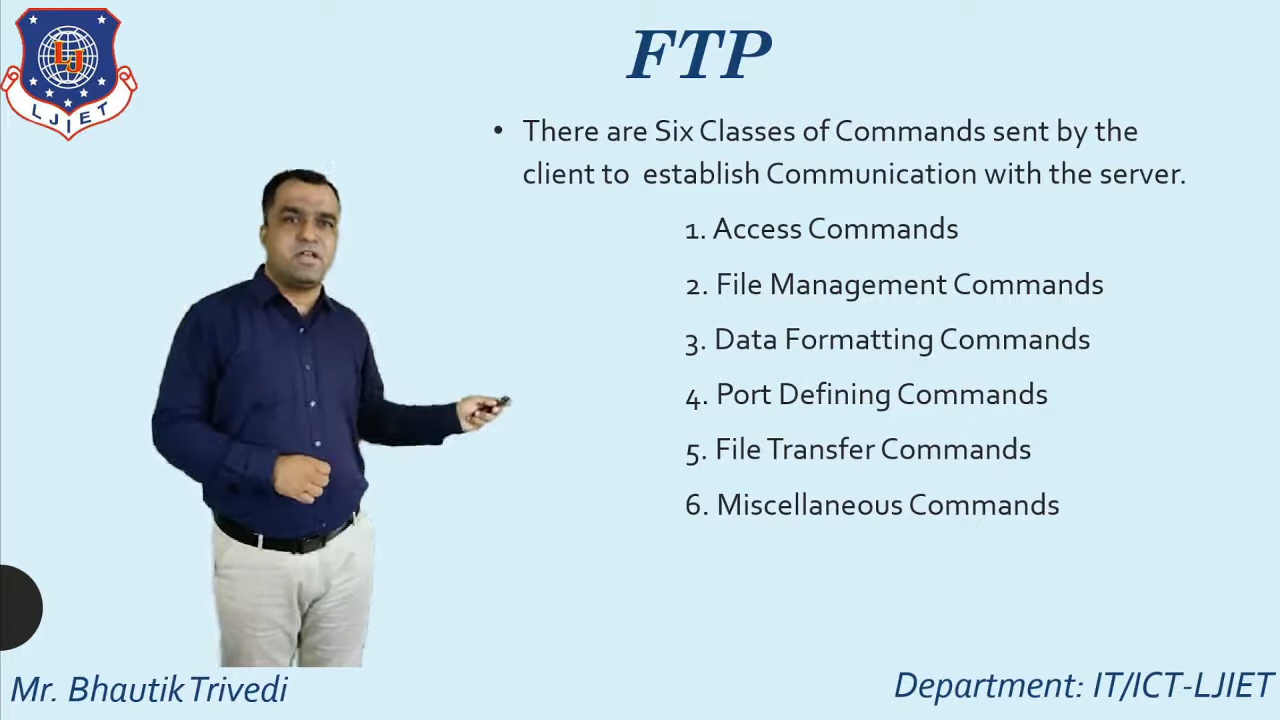 LJ
LJIET
FTP
• There are Six Classes of Commands sent by the
client to establish Communication with the server.
1. Access Commands
2. File Management Commands
3. Data Formatting Commands
4. Port Defining Commands
5. File Transfer Commands
6. Miscellaneous Commands
Mr. Bhautik Trivedi
Department: IT/ICT-LJIET